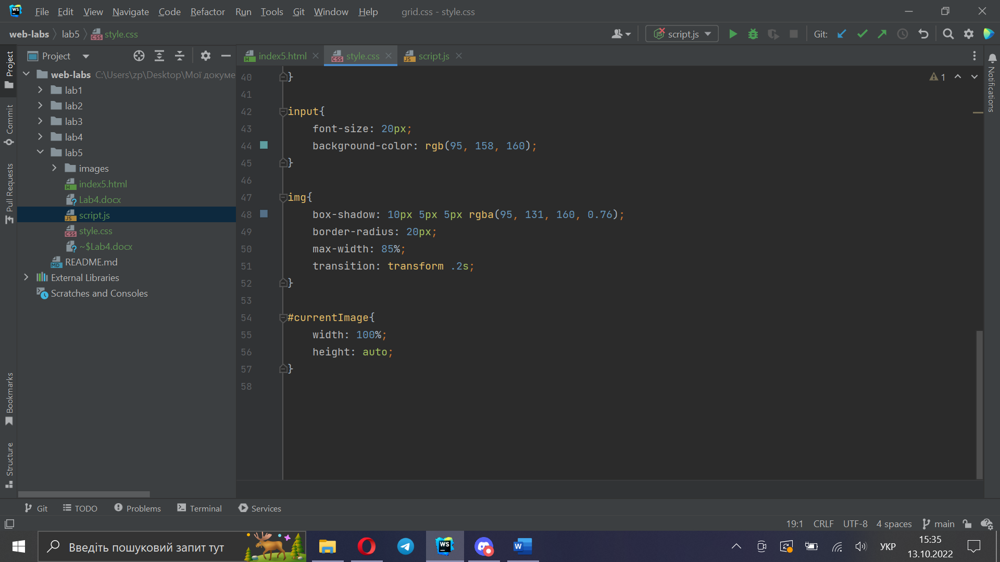 File Edit View Navigate Code Refactor Run Tools Git Window Help grid.css - style.css
web-labs lab5 style.css script.js Git:
Project
index5.html style.css script.js
web-labs C:\Users\zp\Desktop\Мої докуме
lab1
lab2
lab3
lab4
lab5
images
index5.html
Lab4.docx
script.js
style.css
~$Lab4.docx
README.md
External Libraries
Scratches and Consoles
Project
Commit
Pull Requests
Bookmarks
Structure
Notifications
1
40 }
41
42 input{
43 font-size: 20px;
44 background-color: rgb(95, 158, 160);
45 }
46
47 img{
48 box-shadow: 10px 5px 5px rgba(95, 131, 160, 0.76);
49 border-radius: 20px;
50 max-width: 85%;
51 transition: transform .2s;
52 }
53
54 #currentImage{
55 width: 100%;
56 height: auto;
57 }
58
Git TODO Problems Terminal Services
19:1 CRLF UTF-8 4 spaces main
Введіть пошуковий запит тут
УКР
15:35
13.10.2022